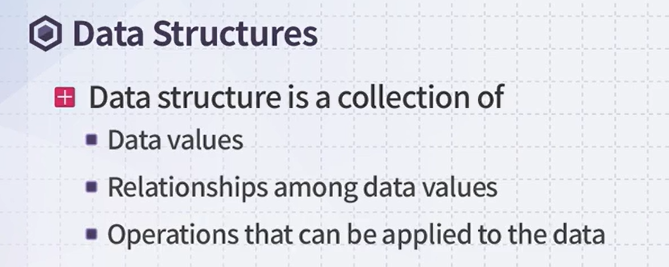 Data Structures
Data structure is a collection of
Data values
Relationships among data values
Operations that can be applied to the data